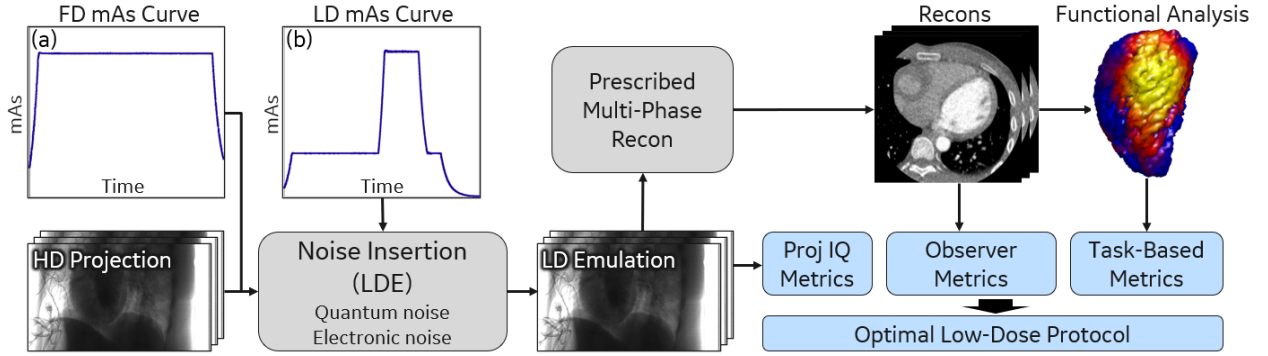 FD mAs Curve
(a)
mAs
Time
LD mAs Curve
(b)
mAs
Time
HD Projection
Noise Insertion
(LDE)
Quantum noise
Electronic noise
LD Emulation
Prescribed
Multi-Phase
Recon
Recons
Functional Analysis
Proj IQ
Metrics
Observer
Metrics
Task-Based
Metrics
Optimal Low-Dose Protocol